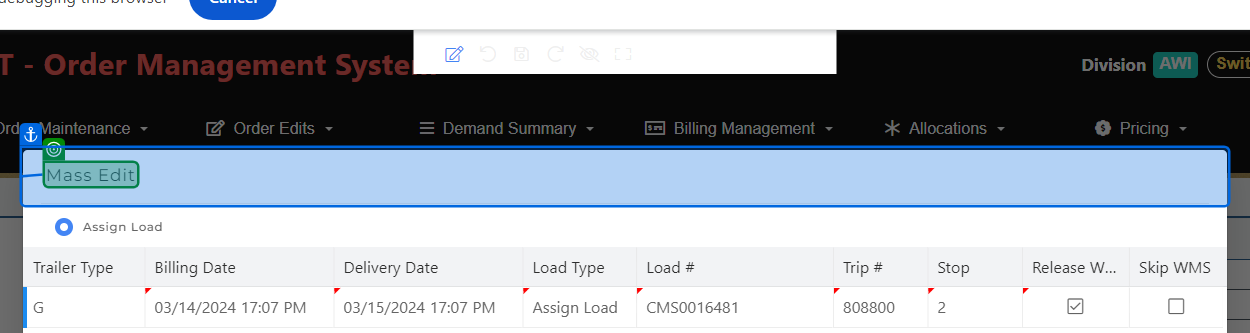 debugging this browser Cancel
T - Order Management System
Division AWI Swit
Order Maintenance Order Edits Demand Summary Billing Management Allocations Pricing
Mass Edit
Assign Load
Trailer Type Billing Date Delivery Date Load Type Load # Trip # Stop Release W... Skip WMS
G 03/14/2024 17:07 PM 03/15/2024 17:07 PM Assign Load CMS0016481 808800 2